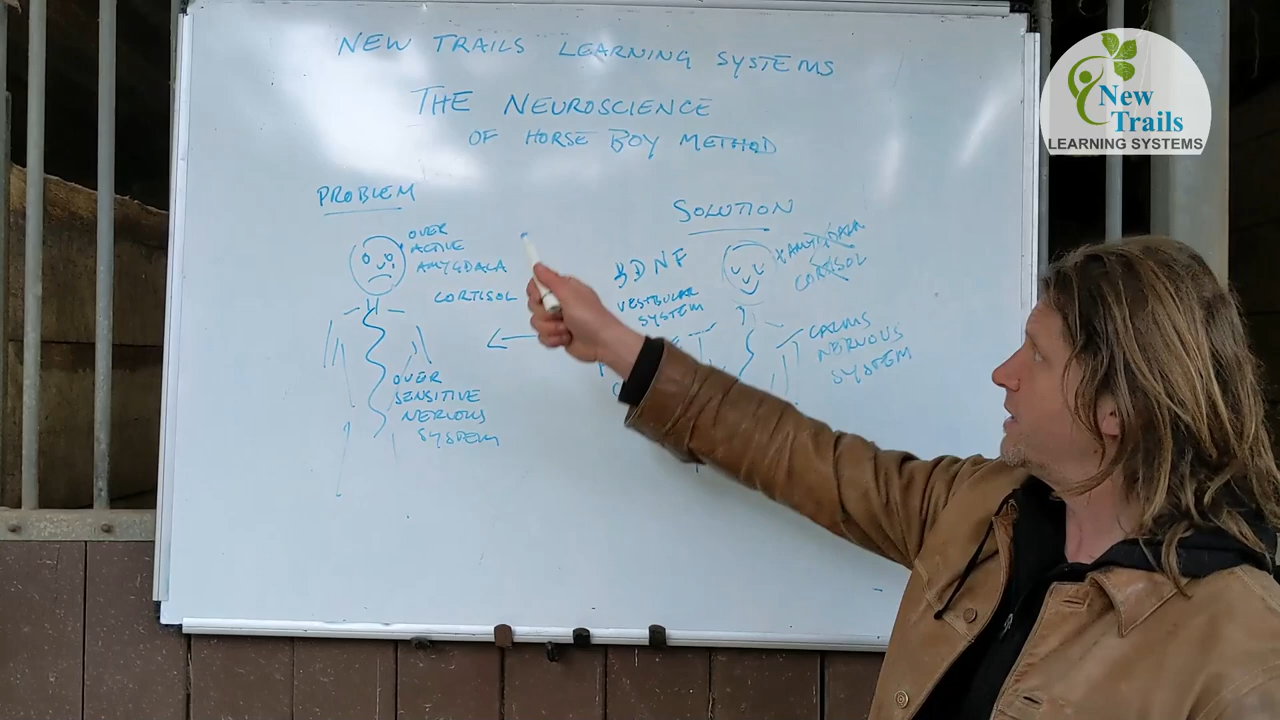 NEW TRAILS LEARNING SYSTEMS
THE NEUROSCIENCE
OF HORSE BOY METHOD
PROBLEM
OVER
ACTIVE
AMYGDALA
CORTISOL
OVER
SENSITIVE
NERVOUS
SYSTEM
SOLUTION
BDNF
VESTIBULAR
SYSTEM
AMYGDALA
CORTISOL
CALMS
NERVOUS
SYSTEM
New
Trails
LEARNING SYSTEMS